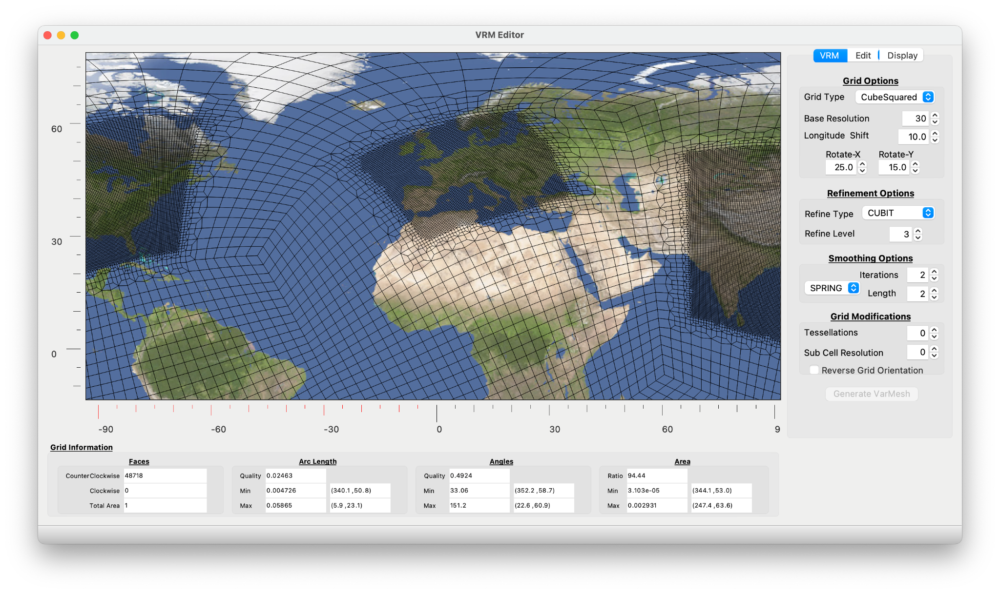 VRM Editor
VRM Edit Display
Grid Options
Grid Type CubeSquared
Base Resolution 30
Longitude Shift 10.0
Rotate-X Rotate-Y
25.0 15.0
Refinement Options
Refine Type CUBIT
Refine Level 3
Smoothing Options
Iterations 2
SPRING
Length 2
Grid Modifications
Tessellations 0
Sub Cell Resolution 0
Reverse Grid Orientation
Generate VarMesh
60
30
0
-90 -60 -30 0 30 60 9
Grid Information
Faces Arc Length Angles Area
CounterClockwise 48718 Quality 0.02463 Quality 0.4924 Ratio 94.44
Clockwise 0 Min 0.004726 (340.1 ,50.8) Min 33.06 (352.2 ,58.7) Min 3.103e-05 (344.1 ,53.0)
Total Area 1 Max 0.05865 (5.9 ,23.1) Max 151.2 (22.6 ,60.9) Max 0.002931 (247.4 ,63.6)